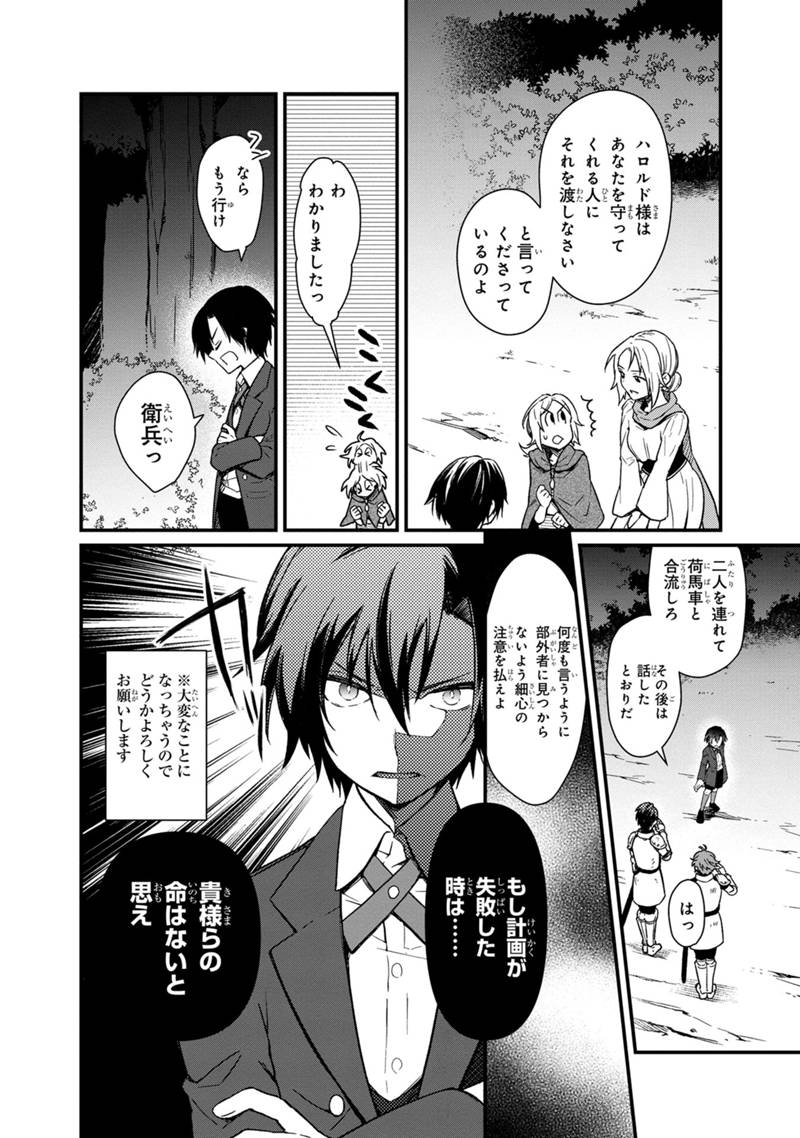 ハロルド様は
あなたを守って
くれる人に
それを渡しなさい
と言って
くださって
いるのよ
わ
わかりましたっ
なら
もう行け
衛兵っ
二人を連れて
荷馬車と
合流しろ
その後は
話した
とおりだ
はっ
何度も言うように
部外者に見つから
ないよう細心の
注意を払えよ
※大変なことに
なっちゃうので
どうかよろしく
お願いします
もし計画が
失敗した
時は……
貴様らの
命はないと
思え